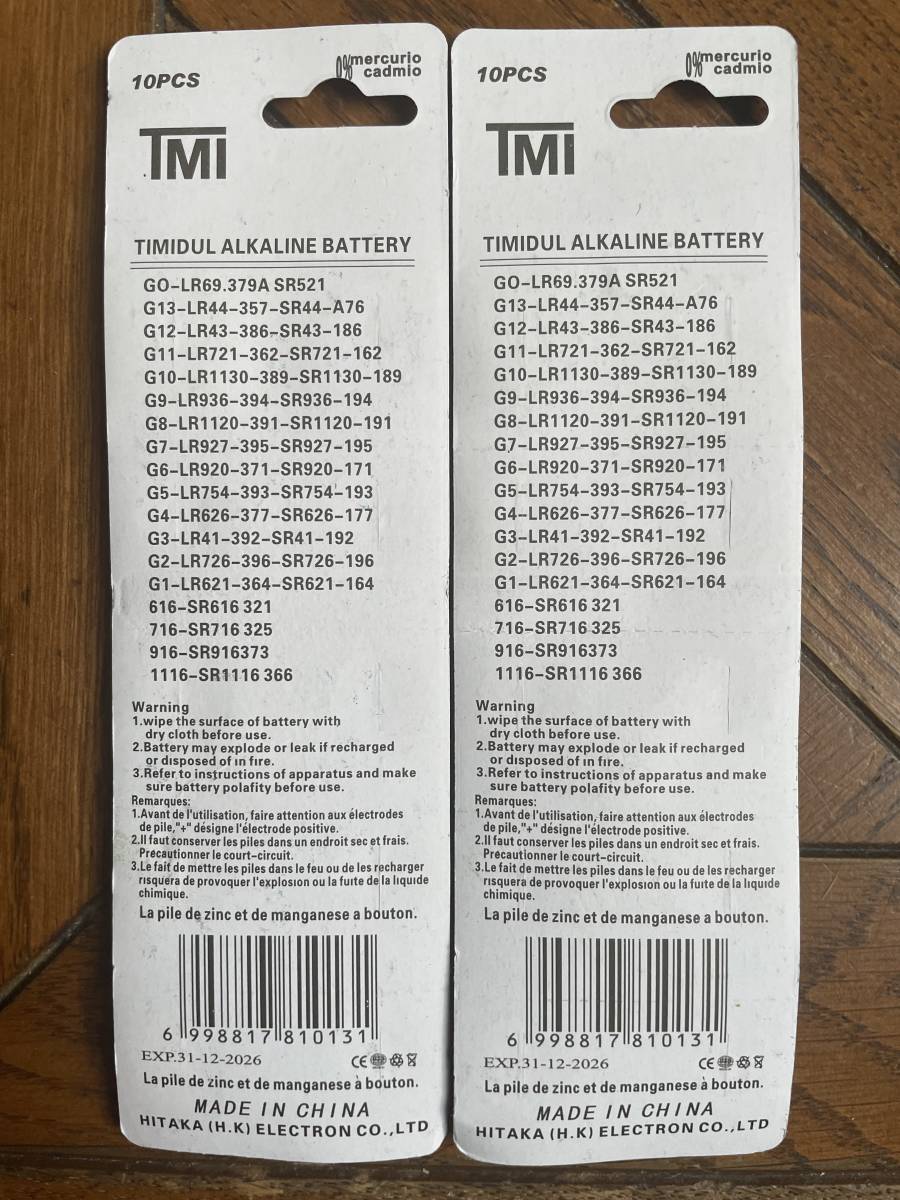 10PCS
0% mercurio
cadmio
TMI
TIMIDUL ALKALINE BATTERY
GO-LR69.379A SR521
G13-LR44-357-SR44-A76
G12-LR43-386-SR43-186
G11-LR721-362-SR721-162
G10-LR1130-389-SR1130-189
G9-LR936-394-SR936-194
G8-LR1120-391-SR1120-191
G7-LR927-395-SR927-195
G6-LR920-371-SR920-171
G5-LR754-393-SR754-193
G4-LR626-377-SR626-177
G3-LR41-392-SR41-192
G2-LR726-396-SR726-196
G1-LR621-364-SR621-164
616-SR616 321
716-SR716 325
916-SR916373
1116-SR1116 366
Warning
1.wipe the surface of battery with
dry cloth before use.
2.Battery may explode or leak if recharged
or disposed of in fire.
3.Refer to instructions of apparatus and make
sure battery polafity before use.
Remarques:
1.Avant de l'utilisation, faire attention aux électrodes
de pile,"+" désigne l'électrode positive.
2.Il faut conserver les piles dans un endroit sec et frais.
Précautionner le court-circuit.
3.Le fait de mettre les piles dans le feu ou de les recharger
risquera de provoquer l'explosion ou la fuite de la liquide
chimique.
La pile de zinc et de manganese a bouton.
6 998817 810131
EXP.31-12-2026
CE
La pile de zinc et de manganese à bouton.
MADE IN CHINA
HITAKA (H.K) ELECTRON CO.,LTD
10PCS
0% mercurio
cadmio
TMI
TIMIDUL ALKALINE BATTERY
GO-LR69.379A SR521
G13-LR44-357-SR44-A76
G12-LR43-386-SR43-186
G11-LR721-362-SR721-162
G10-LR1130-389-SR1130-189
G9-LR936-394-SR936-194
G8-LR1120-391-SR1120-191
G7-LR927-395-SR927-195
G6-LR920-371-SR920-171
G5-LR754-393-SR754-193
G4-LR626-377-SR626-177
G3-LR41-392-SR41-192
G2-LR726-396-SR726-196
G1-LR621-364-SR621-164
616-SR616 321
716-SR716 325
916-SR916373
1116-SR1116 366
Warning
1.wipe the surface of battery with
dry cloth before use.
2.Battery may explode or leak if recharged
or disposed of in fire.
3.Refer to instructions of apparatus and make
sure battery polafity before use.
Remarques:
1.Avant de l'utilisation, faire attention aux électrodes
de pile,"+" désigne l'électrode positive.
2.Il faut conserver les piles dans un endroit sec et frais.
Précautionner le court-circuit.
3.Le fait de mettre les piles dans le feu ou de les recharger
risquera de provoquer l'explosion ou la fuite de la liquide
chimique.
La pile de zinc et de manganese a bouton.
6 998817 810131
EXP.31-12-2026
CE
La pile de zinc et de manganese à bouton.
MADE IN CHINA
HITAKA (H.K) ELECTRON CO.,LTD